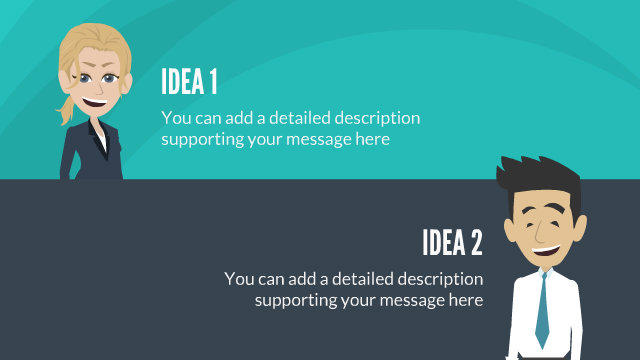 IDEA 1
You can add a detailed description
supporting your message here
IDEA 2
You can add a detailed description
supporting your message here